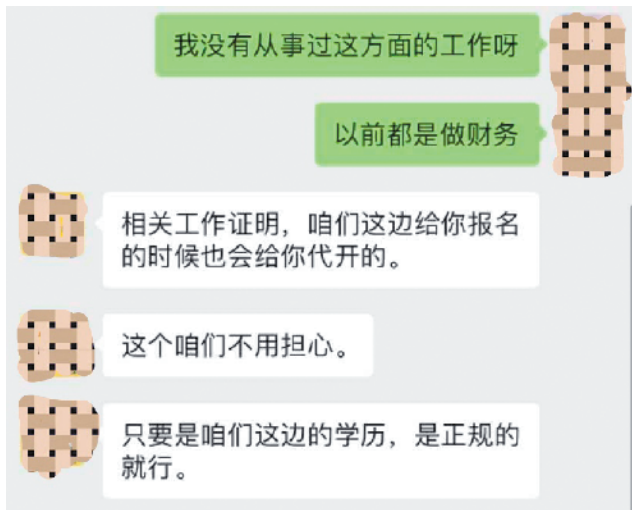 我没有从事过这方面的工作呀
以前都是做财务
相关工作证明，咱们这边给你报名
的时候也会给你代开的。
这个咱们不用担心。
只要是咱们这边的学历，是正规的
就行。